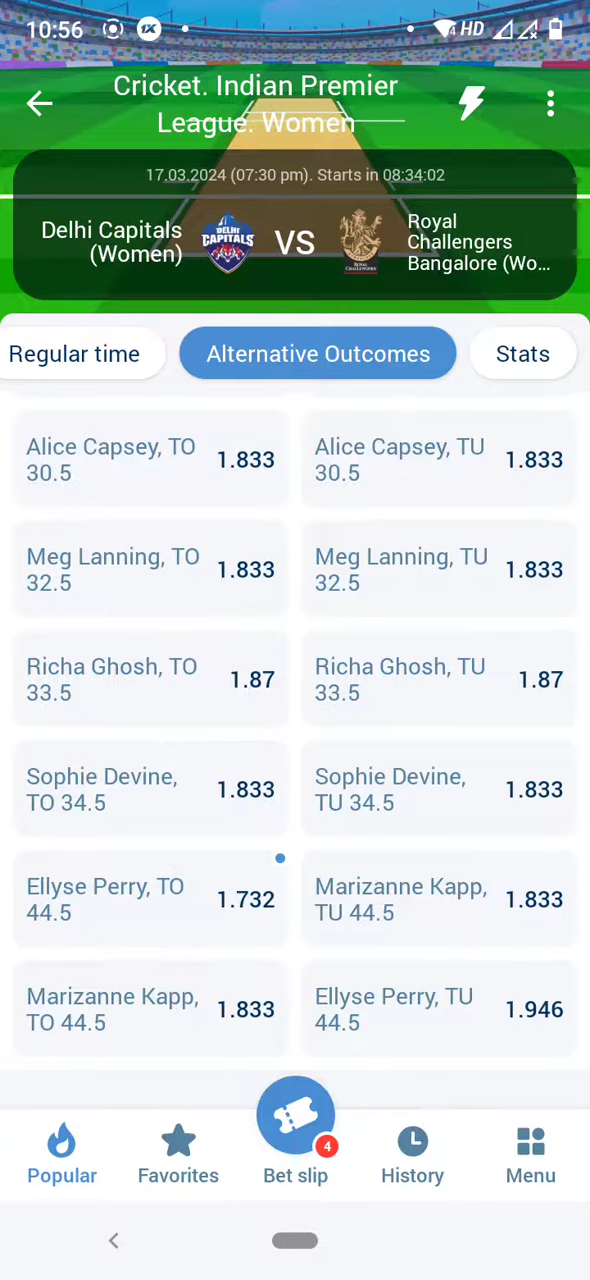 10:56
1X
4 HD
Cricket. Indian Premier
League. Women
17.03.2024 (07:30 pm). Starts in 08:34:02
Delhi Capitals
(Women)
DELHI
CAPITALS
VS
ROYAL
CHALLENGERS
Royal
Challengers
Bangalore (Wo...
Regular time
Alternative Outcomes
Stats
Alice Capsey, TO
30.5
1.833
Alice Capsey, TU
30.5
1.833
Meg Lanning, TO
32.5
1.833
Meg Lanning, TU
32.5
1.833
Richa Ghosh, TO
33.5
1.87
Richa Ghosh, TU
33.5
1.87
Sophie Devine,
TO 34.5
1.833
Sophie Devine,
TU 34.5
1.833
Ellyse Perry, TO
44.5
1.732
Marizanne Kapp,
TU 44.5
1.833
Marizanne Kapp,
TO 44.5
1.833
Ellyse Perry, TU
44.5
1.946
4
Popular
Favorites
Bet slip
History
Menu